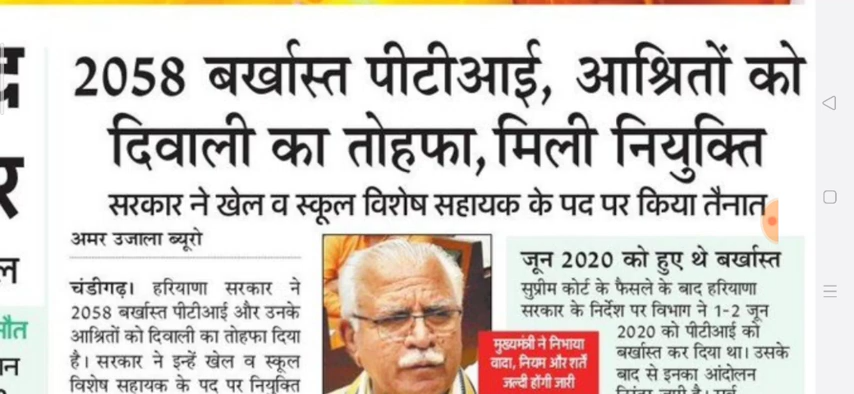 2058 बर्खास्त पीटीआई, आश्रितों को
दिवाली का तोहफा, मिली नियुक्ति
सरकार ने खेल व स्कूल विशेष सहायक के पद पर किया तैनात
अमर उजाला ब्यूरो
चंडीगढ़। हरियाणा सरकार ने
2058 बर्खास्त पीटीआई और उनके
आश्रितों को दिवाली का तोहफा दिया
है। सरकार ने इन्हें खेल व स्कूल
विशेष सहायक के पद पर नियुक्ति
मुख्यमंत्री ने निभाया
वादा, नियम और शर्तें
जल्दी होंगी जारी
जून 2020 को हुए थे बर्खास्त
सुप्रीम कोर्ट के फैसले के बाद हरियाणा
सरकार के निर्देश पर विभाग ने 1-2 जून
2020 को पीटीआई को
बर्खास्त कर दिया था। उसके
बाद से इनका आंदोलन